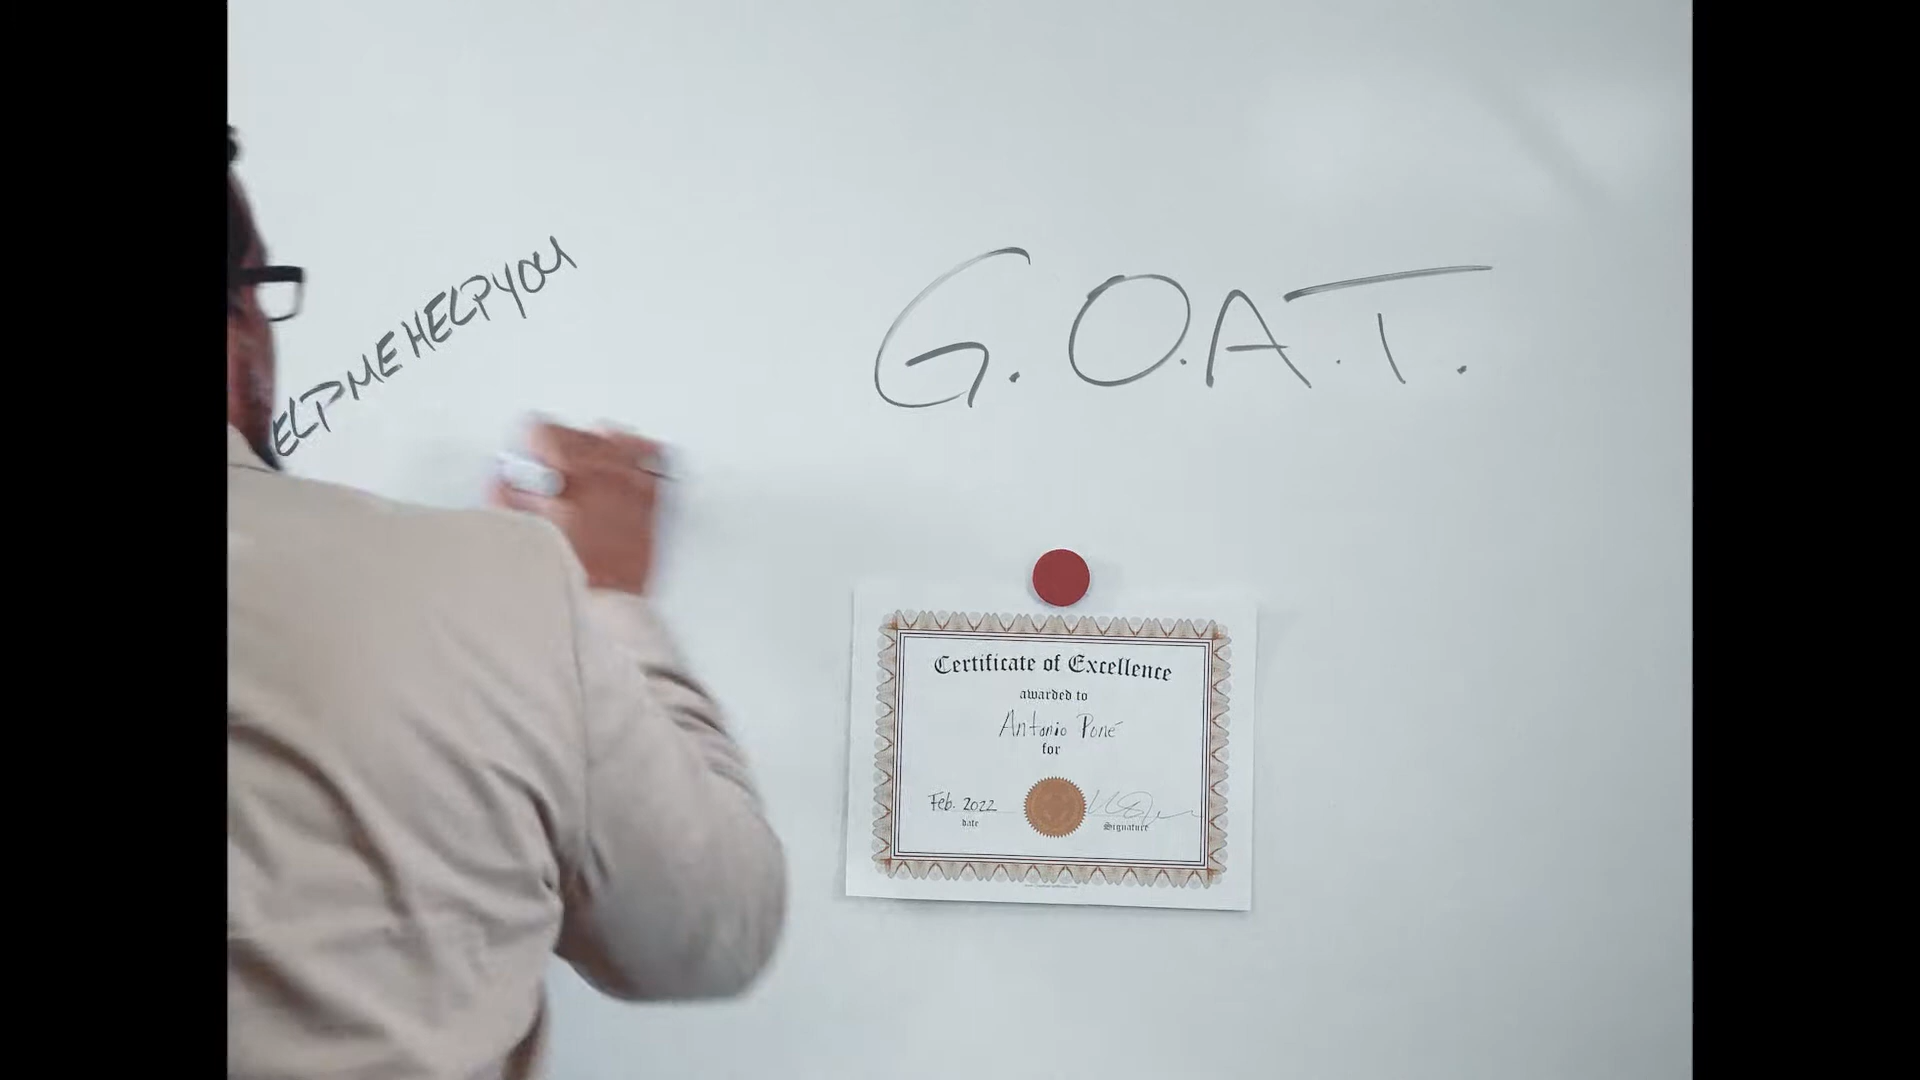 ELPMEHELPYOU
G.O.A.T.
Certificate of Excellence
awarded to
Antonio Poné
for
Feb. 2022
date
Signature